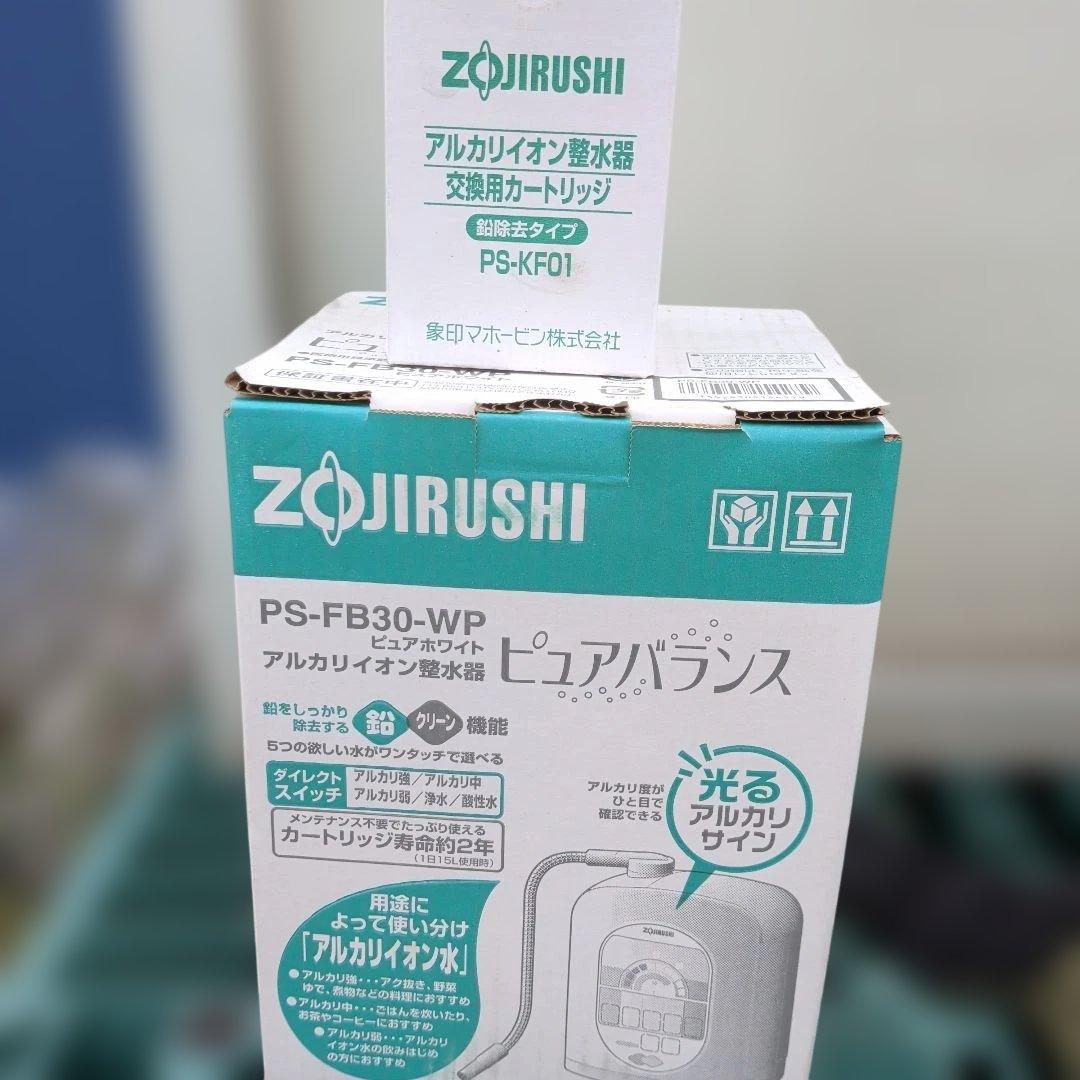 ZOJIRUSHI
アルカリイオン整水器
交換用カートリッジ
鉛除去タイプ
PS-KF01
象印マホービン株式会社
PS-FB30-WP
ZOJIRUSHI
PS-FB30-WP
ピュアホワイト
アルカリイオン整水器
ピュアバランス
鉛をしっかり
除去する
鉛 クリーン 機能
5つの欲しい水がワンタッチで選べる
ダイレクト
スイッチ
アルカリ強/アルカリ中
アルカリ弱/浄水/酸性水
メンテナンス不要でたっぷり使える
カートリッジ寿命約2年
(1日15L使用時)
アルカリ度が
ひと目で
確認できる
光る
アルカリ
サイン
用途に
よって使い分け
「アルカリイオン水」
●アルカリ強・・・アク抜き、野菜
ゆで、煮物などの料理におすすめ
●アルカリ中・・・ごはんを炊いたり、
お茶やコーヒーにおすすめ
●アルカリ弱・・・アルカリ
イオン水の飲みはじめ
の方におすすめ
ZOJIRUSHI